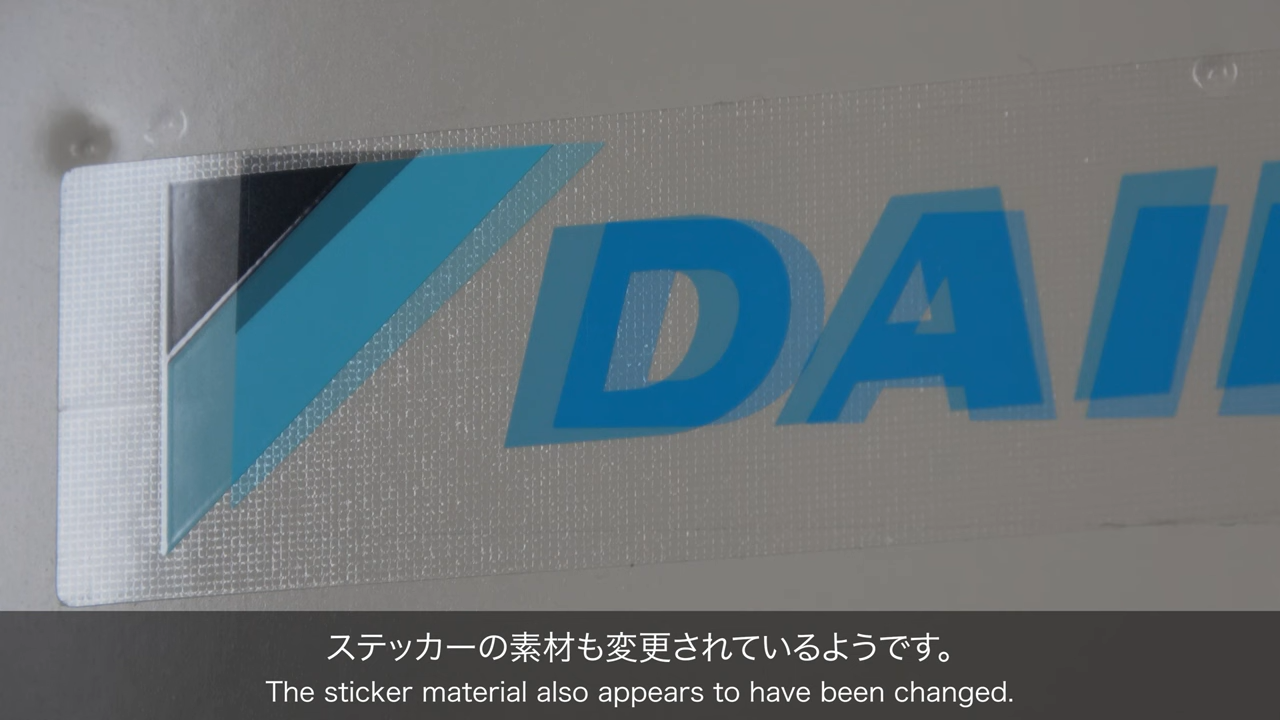 DAI
ステッカーの素材も変更されているようです。
The sticker material also appears to have been changed.